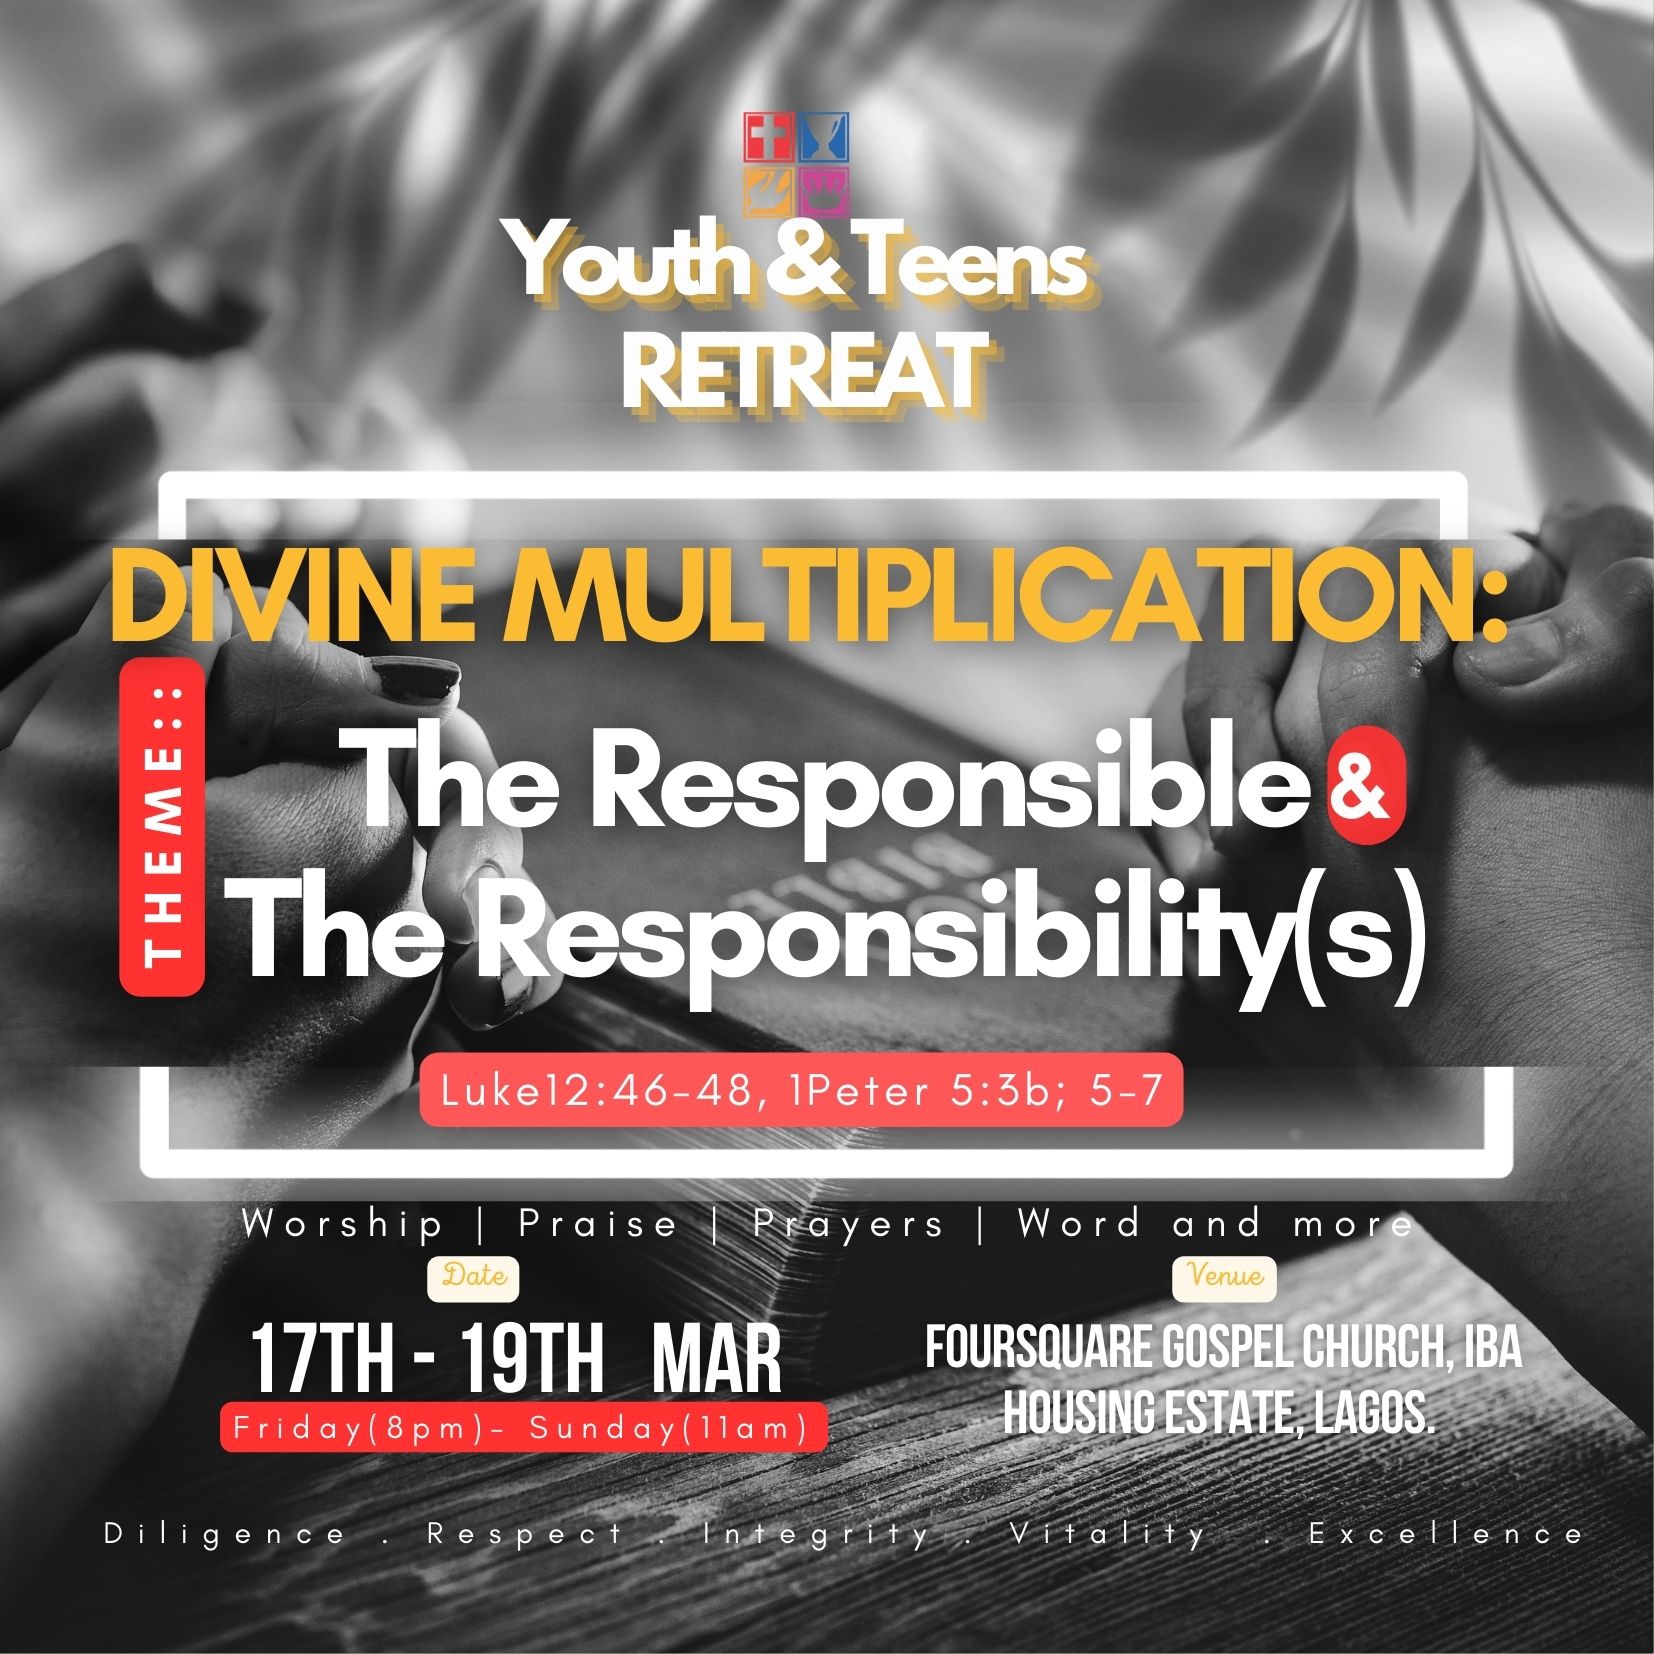 Youth & Teens
RETREAT
DIVINE MULTIPLICATION:
THEME::
The Responsible &
The Responsibility(s)
Luke12:46-48, 1Peter 5:3b; 5-7
Worship | Praise | Prayers | Word and more
Date
17TH - 19TH MAR
Friday(8pm)- Sunday(11am)
Venue
FOURSQUARE GOSPEL CHURCH, IBA
HOUSING ESTATE, LAGOS.
Diligence . Respect . Integrity . Vitality . Excellence